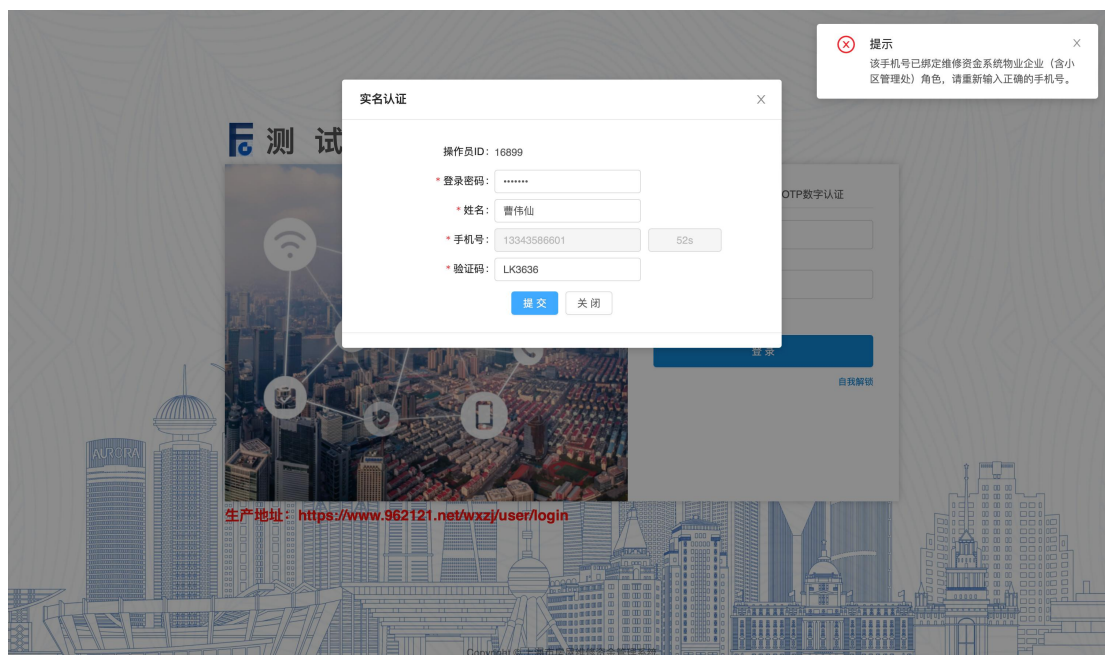 提示
该手机号已绑定维修资金系统物业企业（含小
区管理处）角色，请重新输入正确的手机号。
实名认证
测 试
操作员ID：16899
* 登录密码：•••••••
* 姓名：曹伟仙
* 手机号：13343586601 52s
* 验证码：LK3636
提 交 关 闭
OTP数字认证
登 录
自我解锁
AURORA
生产地址：https://www.962121.net/wxzj/user/login